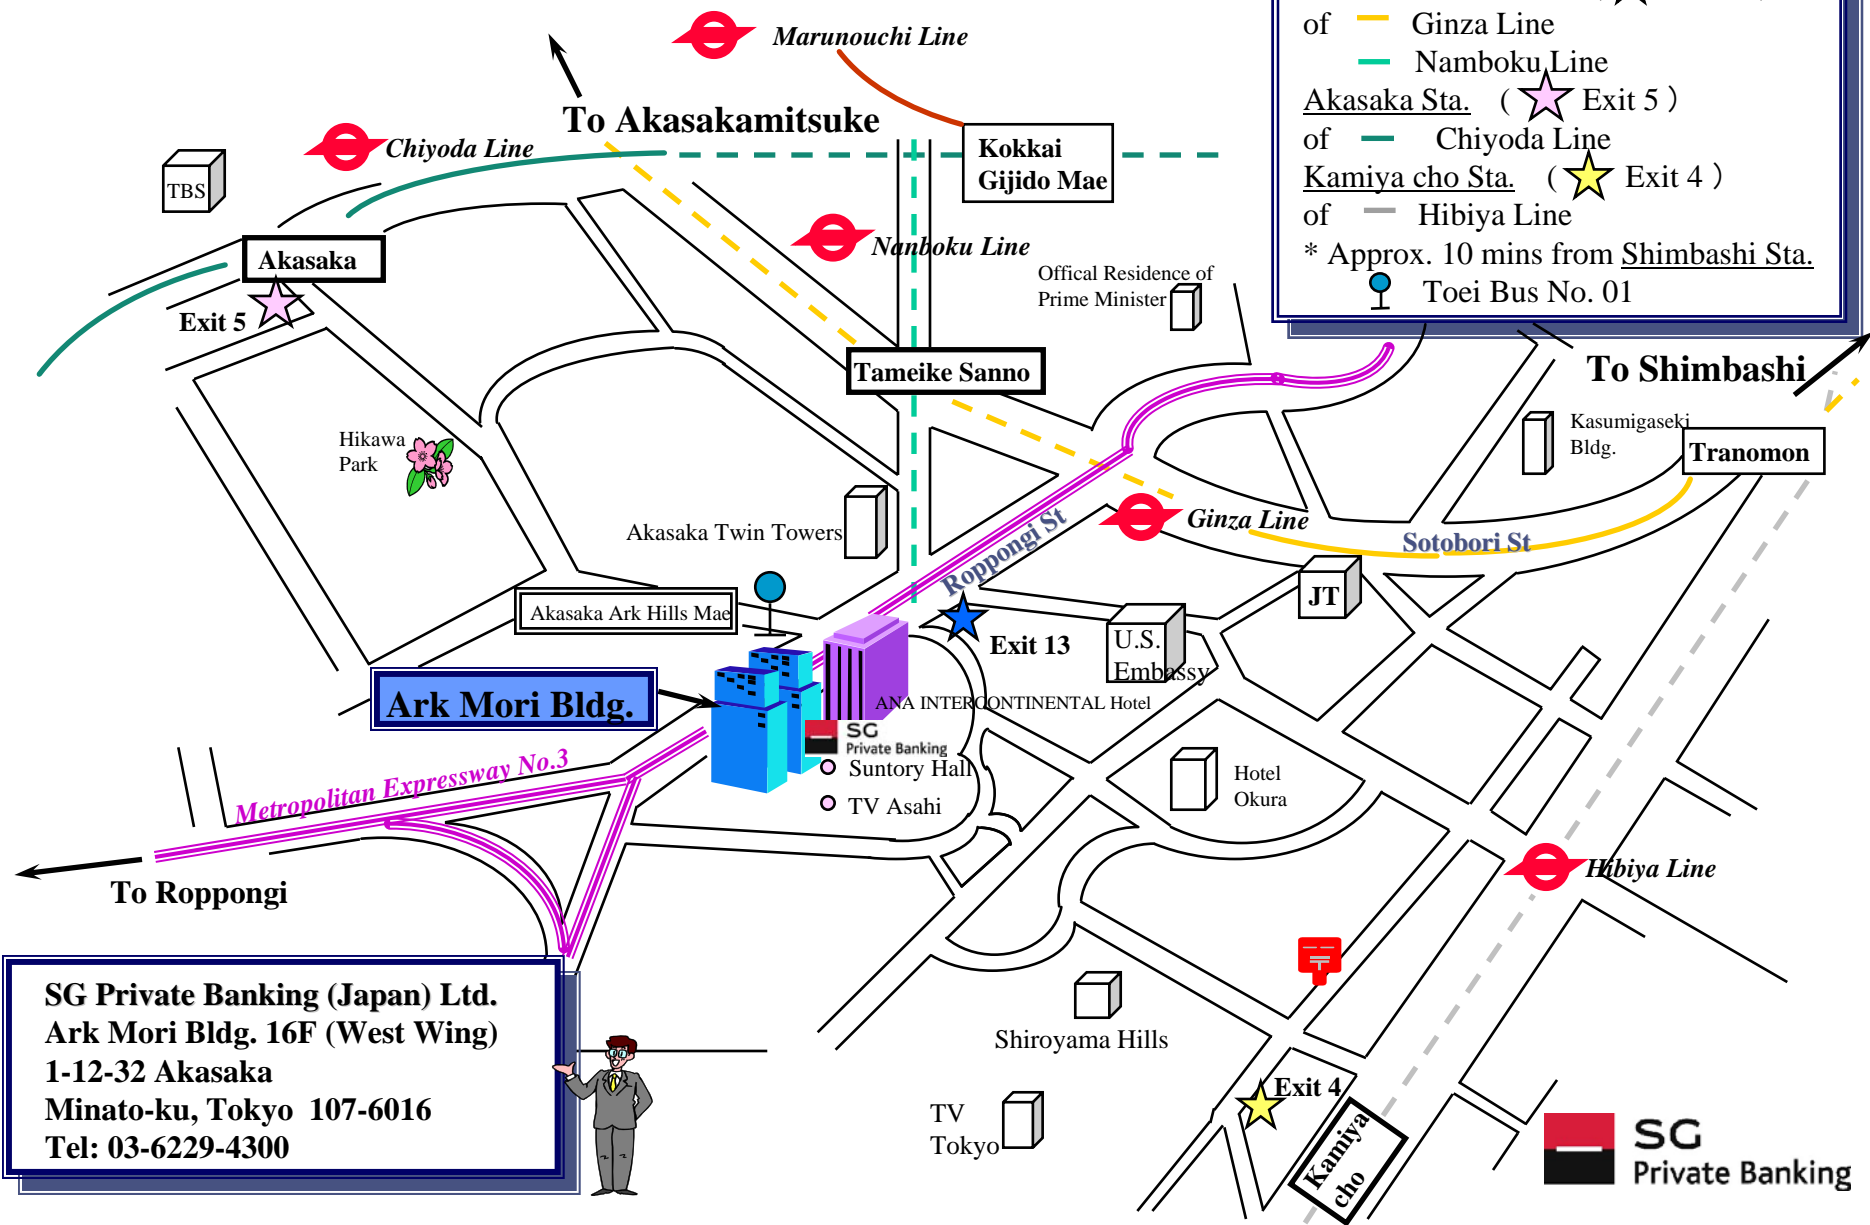 Marunouchi Line
of Ginza Line
Namboku Line
Akasaka Sta. ( Exit 5 )
of Chiyoda Line
Kamiya cho Sta. ( Exit 4 )
of Hibiya Line
* Approx. 10 mins from Shimbashi Sta.
Toei Bus No. 01
To Akasakamitsuke
Chiyoda Line
Kokkai
Gijido Mae
TBS
Nanboku Line
Akasaka
Exit 5
Offical Residence of
Prime Minister
Tameike Sanno
To Shimbashi
Kasumigaseki
Bldg.
Tranomon
Hikawa
Park
Akasaka Twin Towers
Roppongi St
Ginza Line
Sotobori St
JT
Akasaka Ark Hills Mae
Exit 13
U.S.
Embassy
Ark Mori Bldg.
ANA INTERCONTINENTAL Hotel
SG
Private Banking
Suntory Hall
TV Asahi
Metropolitan Expressway No.3
Hotel
Okura
To Roppongi
Hibiya Line
〒
SG Private Banking (Japan) Ltd.
Ark Mori Bldg. 16F (West Wing)
1-12-32 Akasaka
Minato-ku, Tokyo 107-6016
Tel: 03-6229-4300
Shiroyama Hills
TV
Tokyo
Exit 4
Kamiya
cho
SG
Private Banking